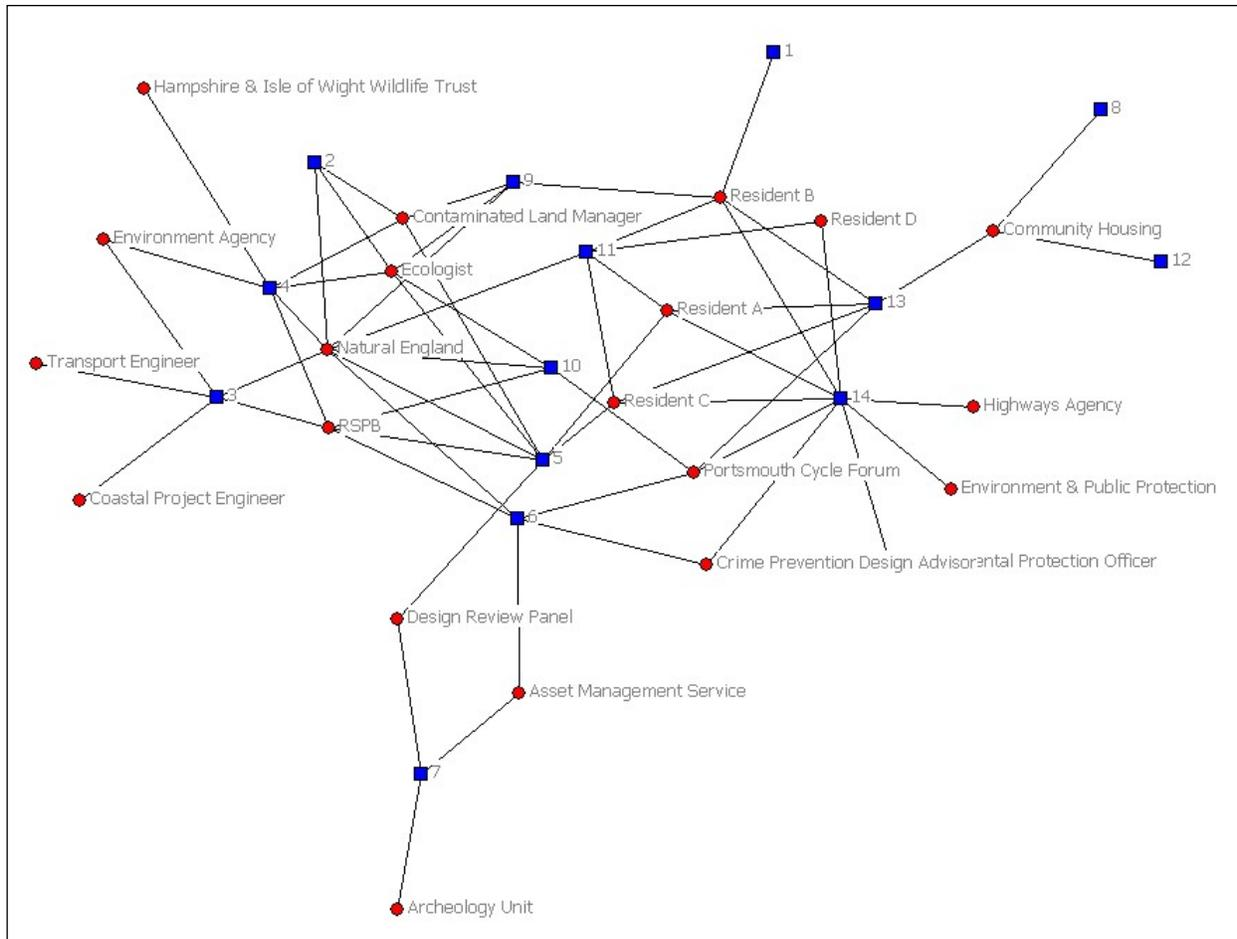 1
Hampshire & Isle of Wight Wildlife Trust
8
2
9
Resident B
Contaminated Land Manager
Resident D
Community Housing
Environment Agency
11
12
Ecologist
4
13
Resident A
Natural England
Transport Engineer
10
3
14
Resident C
Highways Agency
RSPB
5
Portsmouth Cycle Forum
Environment & Public Protection
Coastal Project Engineer
6
Crime Prevention Design Advisor
Protection Officer
Design Review Panel
Asset Management Service
7
Archeology Unit